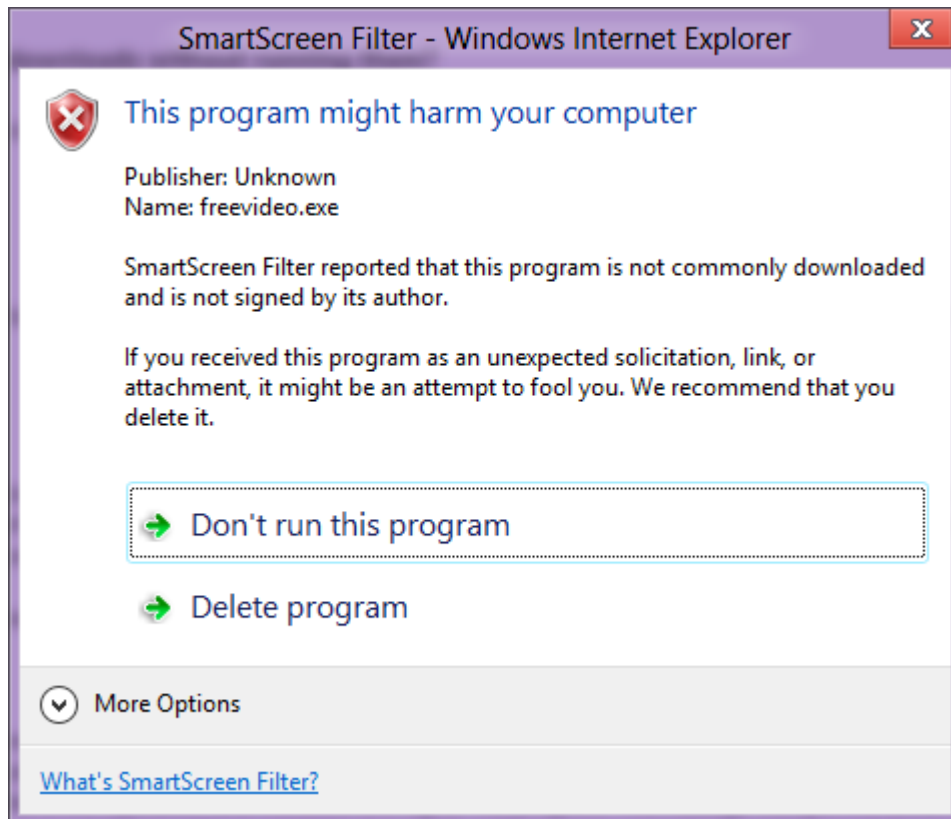 SmartScreen Filter - Windows Internet Explorer
This program might harm your computer
Publisher: Unknown
Name: freevideo.exe
SmartScreen Filter reported that this program is not commonly downloaded
and is not signed by its author.
If you received this program as an unexpected solicitation, link, or
attachment, it might be an attempt to fool you. We recommend that you
delete it.
Don't run this program
Delete program
More Options
What's SmartScreen Filter?